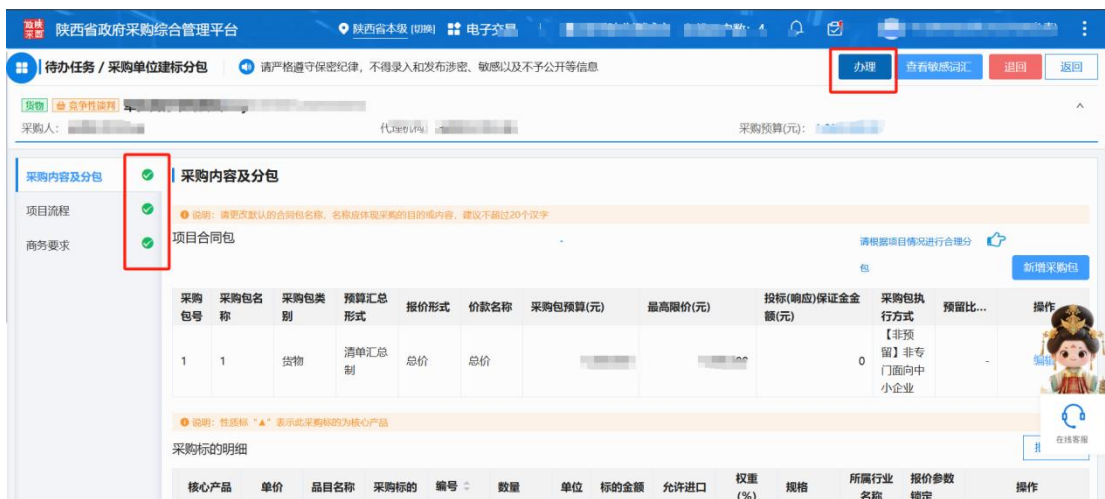 政采
采购
陕西省政府采购综合管理平台
陕西省本级 [切换]
电子交易
待办任务 / 采购单位建标分包
请严格遵守保密纪律，不得录入和发布涉密、敏感以及不予公开等信息
办理
查看敏感词汇
退回
返回
货物
竞争性谈判
采购人：
采购预算(元)：
采购内容及分包
项目流程
商务要求
采购内容及分包
说明：请更改默认的合同包名称，名称应体现采购的目的或内容，建议不超过20个汉字
项目合同包
-
请根据项目情况进行合理分
包
新增采购包
采购包号 采购包名称 采购包类别 预算汇总形式 报价形式 价款名称 采购包预算(元) 最高限价(元) 投标(响应)保证金金额(元) 采购包执行方式 预留比... 操作
1 1 货物 清单汇总制 总价 总价 0 【非预留】非专门面向中小企业 - 编辑
说明：性质标 "▲" 表示此采购标的为核心产品
采购标的明细
在线客服
核心产品 单价 品目名称 采购标的 编号 数量 单位 标的金额 允许进口 权重(%) 规格 所属行业名称 报价参数锁定 操作